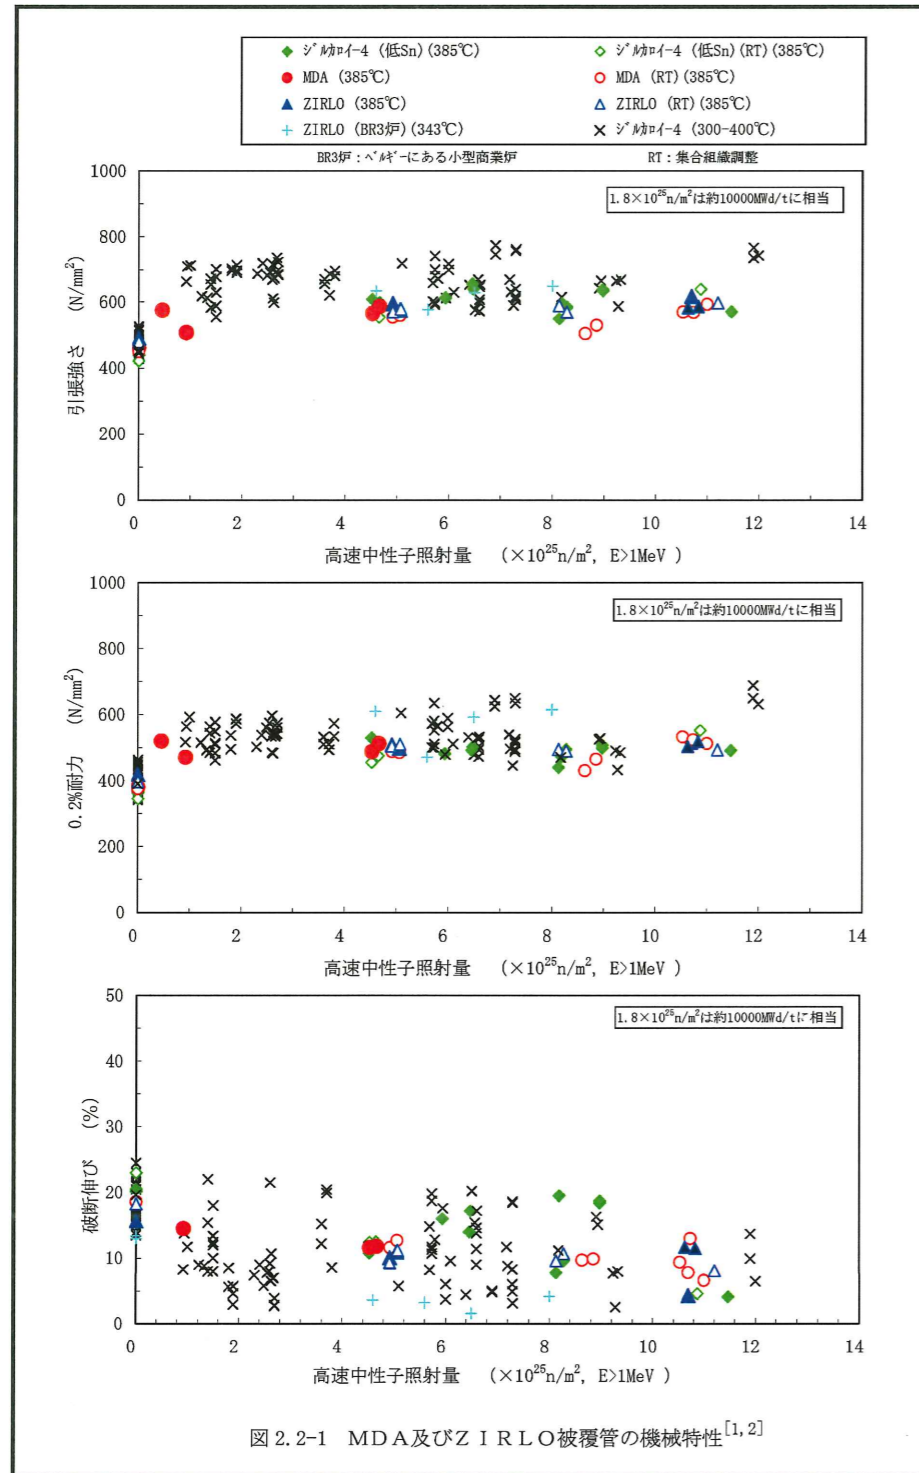 ジルカロイ-4 (低Sn)(385℃) ジルカロイ-4 (低Sn)(RT)(385℃)
MDA (385℃) MDA (RT)(385℃)
ZIRLO (385℃) ZIRLO (RT)(385℃)
ZIRLO (BR3炉)(343℃) ジルカロイ-4 (300-400℃)
BR3炉：ベルギーにある小型商業炉 RT：集合組織調整
1.8×10²⁵n/m²は約10000MWd/tに相当
引張強さ (N/mm²)
1000
800
600
400
200
0
0 2 4 6 8 10 12 14
高速中性子照射量 (×10²⁵n/m², E>1MeV )
1.8×10²⁵n/m²は約10000MWd/tに相当
0.2%耐力 (N/mm²)
1000
800
600
400
200
0
0 2 4 6 8 10 12 14
高速中性子照射量 (×10²⁵n/m², E>1MeV )
1.8×10²⁵n/m²は約10000MWd/tに相当
破断伸び (%)
50
40
30
20
10
0
0 2 4 6 8 10 12 14
高速中性子照射量 (×10²⁵n/m², E>1MeV )
図 2.2-1 ＭＤＡ及びＺＩＲＬＯ被覆管の機械特性[1,2]